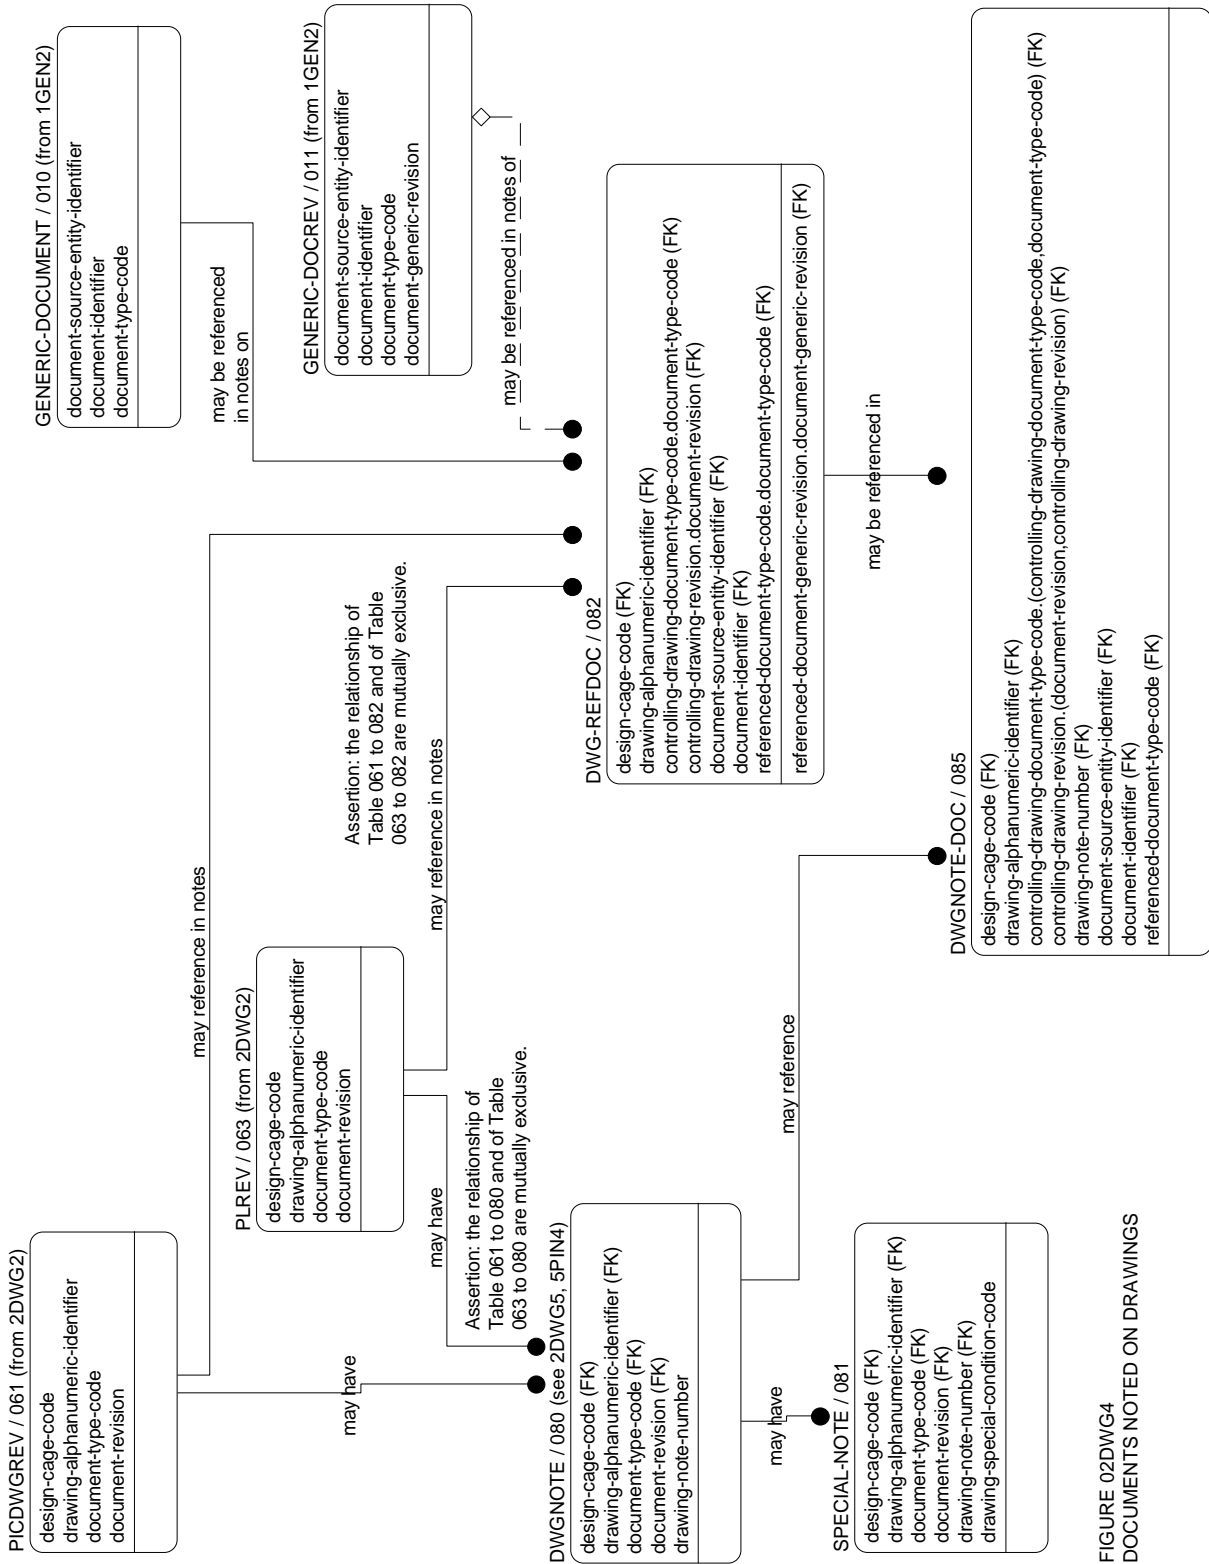 PICDWGREV / 061 (from 2DWG2)
design-cage-code
drawing-alphanumeric-identifier
document-type-code
document-revision
may reference in notes
may have
PLREV / 063 (from 2DWG2)
design-cage-code
drawing-alphanumeric-identifier
document-type-code
document-revision
may have
may reference in notes
GENERIC-DOCUMENT / 010 (from 1GEN2)
document-source-entity-identifier
document-identifier
document-type-code
may be referenced
in notes on
GENERIC-DOCREV / 011 (from 1GEN2)
document-source-entity-identifier
document-identifier
document-type-code
document-generic-revision
may be referenced in notes of
Assertion: the relationship of
Table 061 to 082 and of Table
063 to 082 are mutually exclusive.
Assertion: the relationship of
Table 061 to 080 and of Table
063 to 080 are mutually exclusive.
DWGNOTE / 080 (see 2DWG5, 5PIN4)
design-cage-code (FK)
drawing-alphanumeric-identifier (FK)
document-type-code (FK)
document-revision (FK)
drawing-note-number
may have
may reference
DWG-REFDOC / 082
design-cage-code (FK)
drawing-alphanumeric-identifier (FK)
controlling-drawing-document-type-code.document-type-code (FK)
controlling-drawing-revision.document-revision (FK)
document-source-entity-identifier (FK)
document-identifier (FK)
referenced-document-type-code.document-type-code (FK)
referenced-document-generic-revision.document-generic-revision (FK)
may be referenced in
SPECIAL-NOTE / 081
design-cage-code (FK)
drawing-alphanumeric-identifier (FK)
document-type-code (FK)
document-revision (FK)
drawing-note-number (FK)
drawing-special-condition-code
DWGNOTE-DOC / 085
design-cage-code (FK)
drawing-alphanumeric-identifier (FK)
controlling-drawing-document-type-code.(controlling-drawing-document-type-code,document-type-code) (FK)
controlling-drawing-revision.(document-revision,controlling-drawing-revision) (FK)
drawing-note-number (FK)
document-source-entity-identifier (FK)
document-identifier (FK)
referenced-document-type-code (FK)
FIGURE 02DWG4
DOCUMENTS NOTED ON DRAWINGS